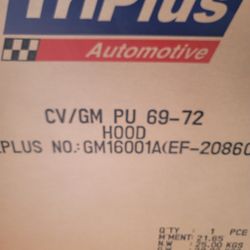 TriPlus
Automotive
CV/GM PU 69-72
HOOD
PLUS NO.:GM16001A(EF-20860
Q'TY : 1 PCE
M'MENT: 21.65
N.W : 25.00 KGS